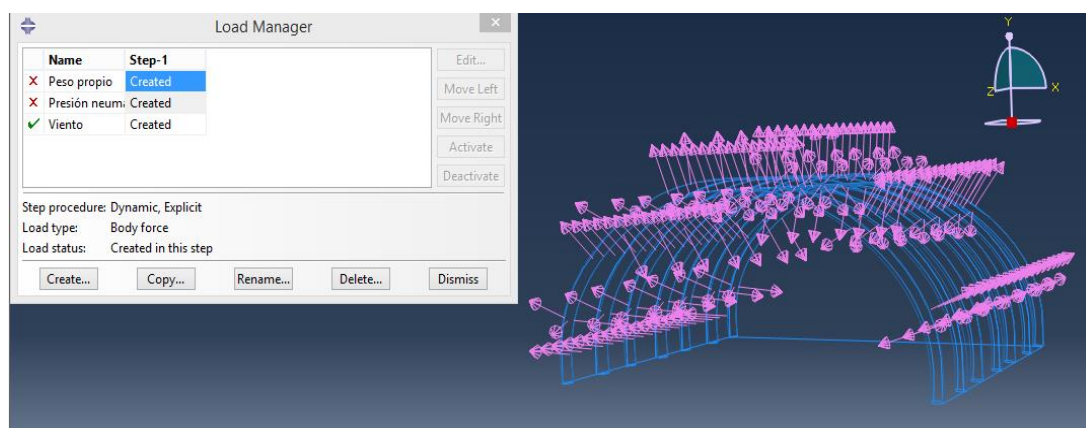 Load Manager
Name Step-1
X Peso propio Created
X Presión neuma Created
✔ Viento Created
Edit...
Move Left
Move Right
Activate
Deactivate
Step procedure: Dynamic, Explicit
Load type: Body force
Load status: Created in this step
Create... Copy... Rename... Delete... Dismiss
Y
Z
X